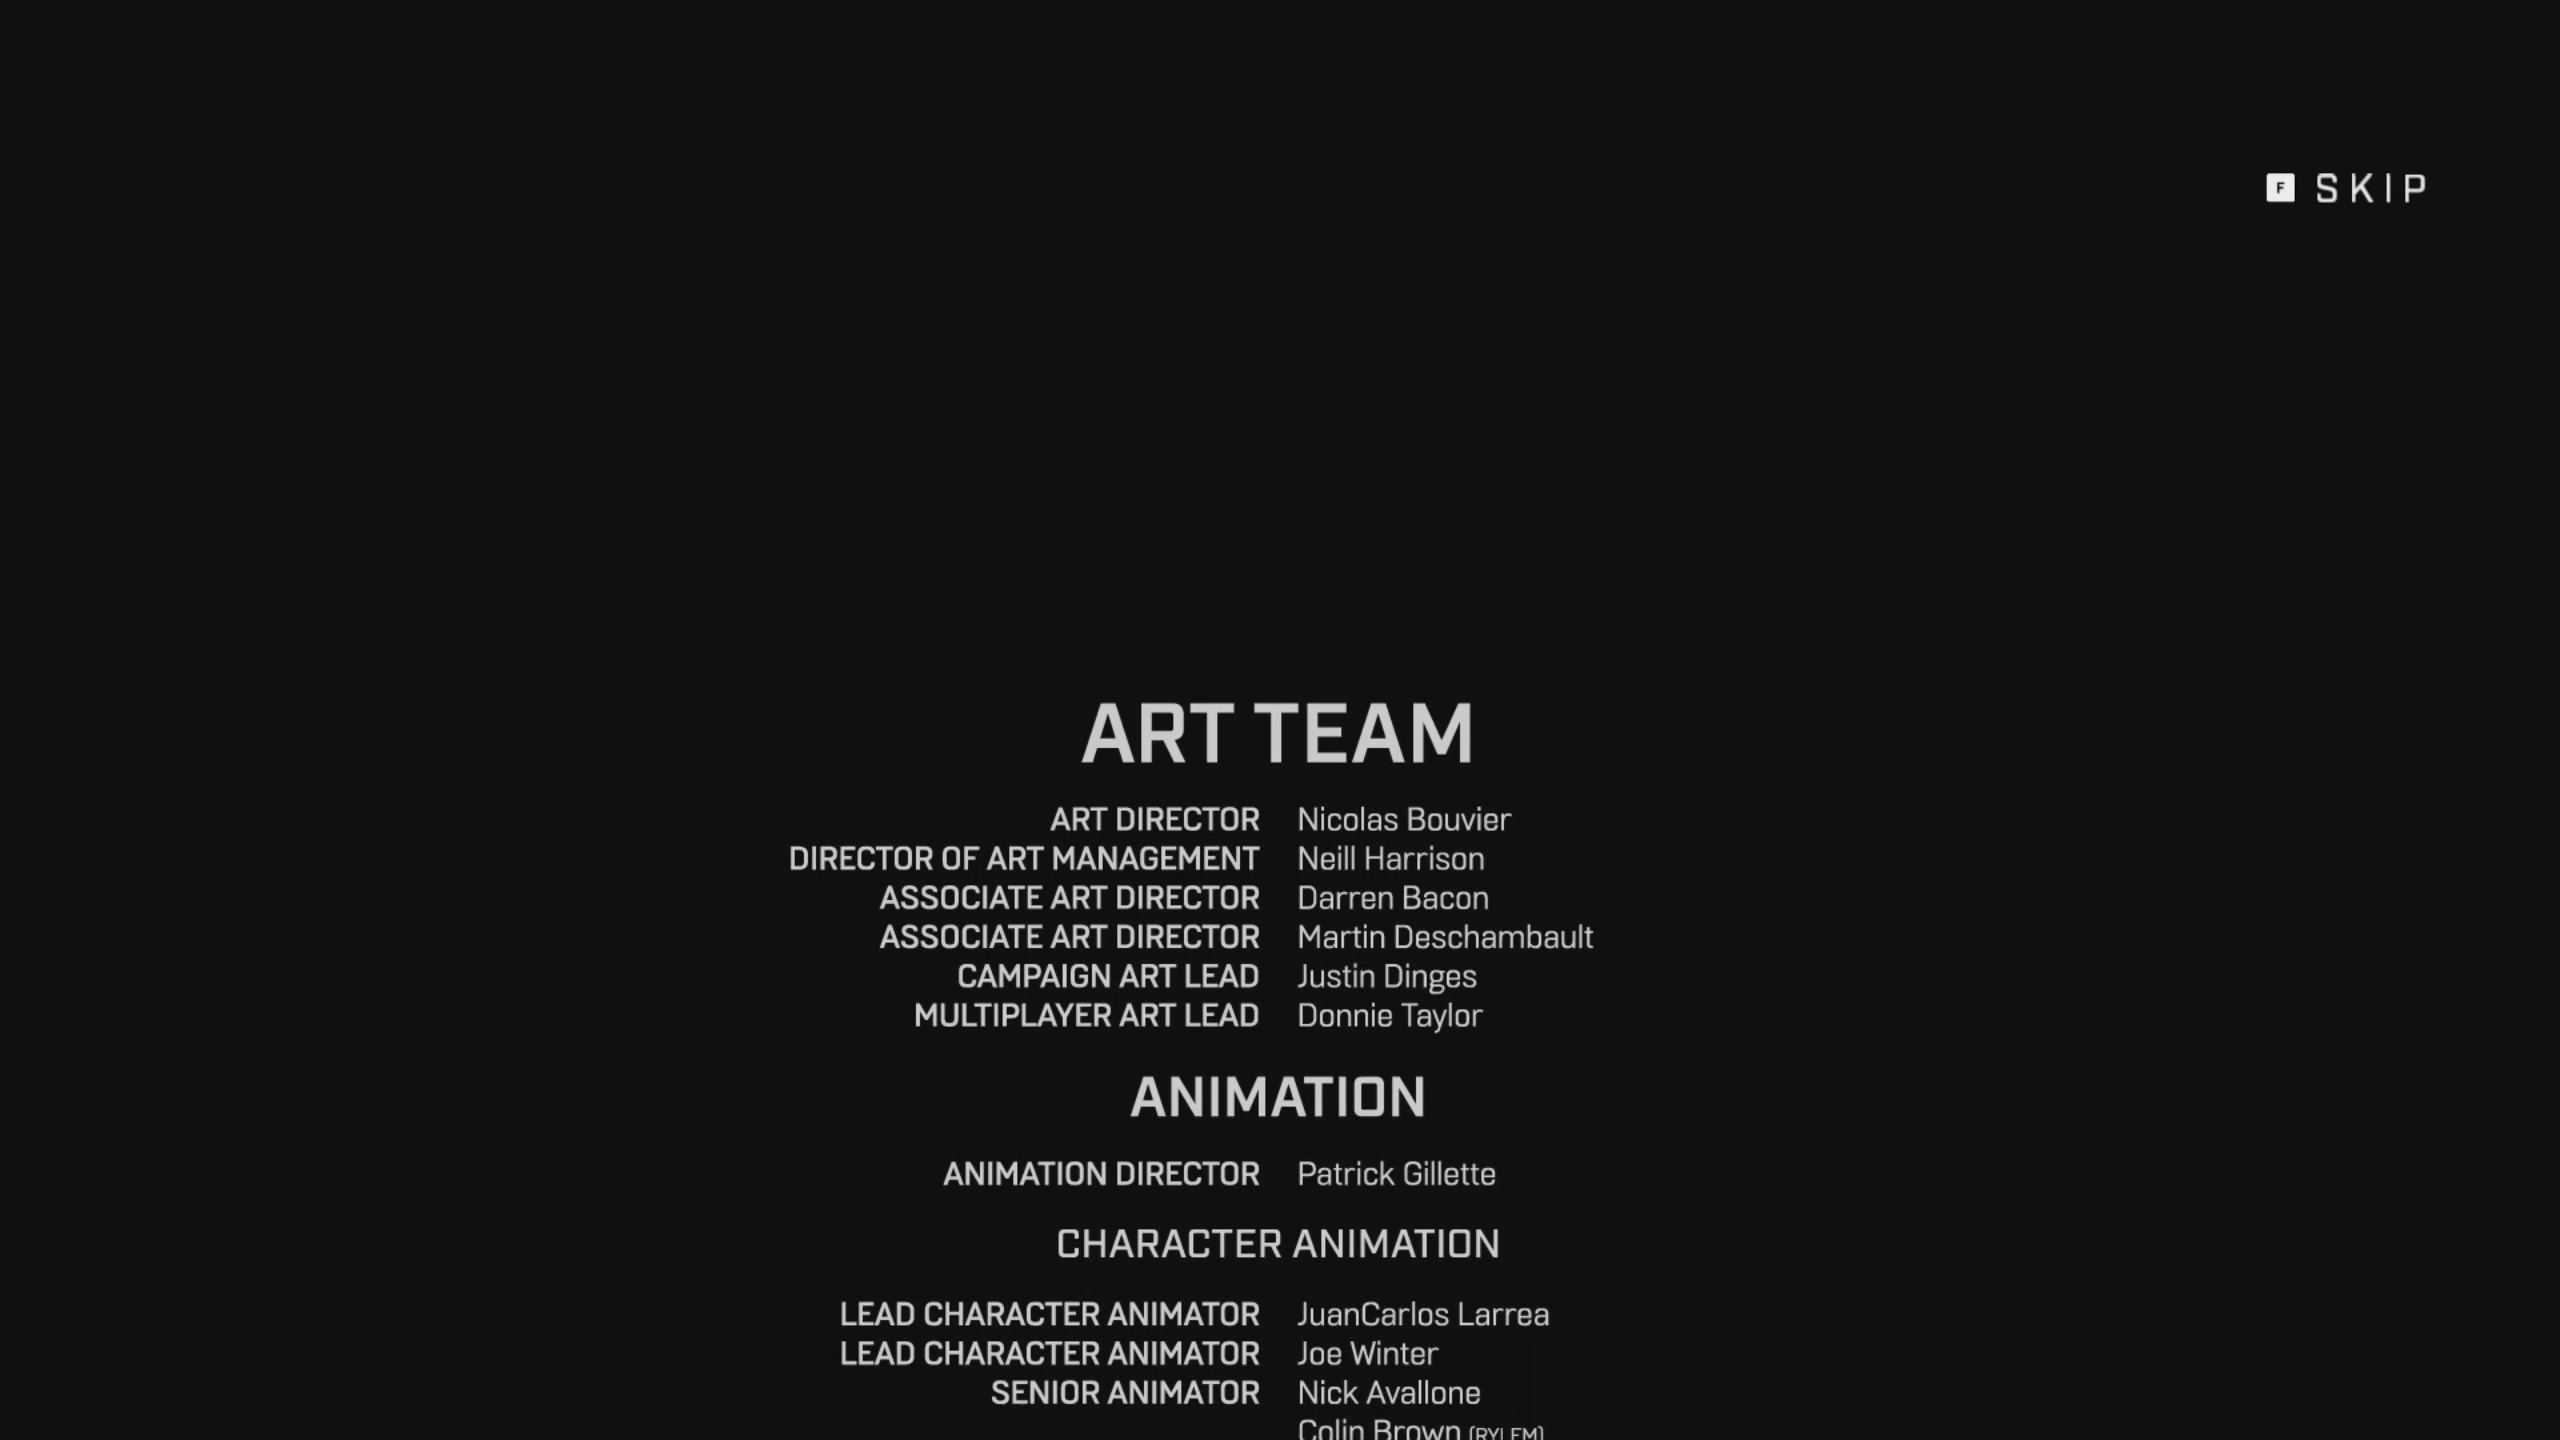 F SKIP
ART TEAM
ART DIRECTOR Nicolas Bouvier
DIRECTOR OF ART MANAGEMENT Neill Harrison
ASSOCIATE ART DIRECTOR Darren Bacon
ASSOCIATE ART DIRECTOR Martin Deschambault
CAMPAIGN ART LEAD Justin Dinges
MULTIPLAYER ART LEAD Donnie Taylor
ANIMATION
ANIMATION DIRECTOR Patrick Gillette
CHARACTER ANIMATION
LEAD CHARACTER ANIMATOR JuanCarlos Larrea
LEAD CHARACTER ANIMATOR Joe Winter
SENIOR ANIMATOR Nick Avallone
Colin Brown (RYLEM)